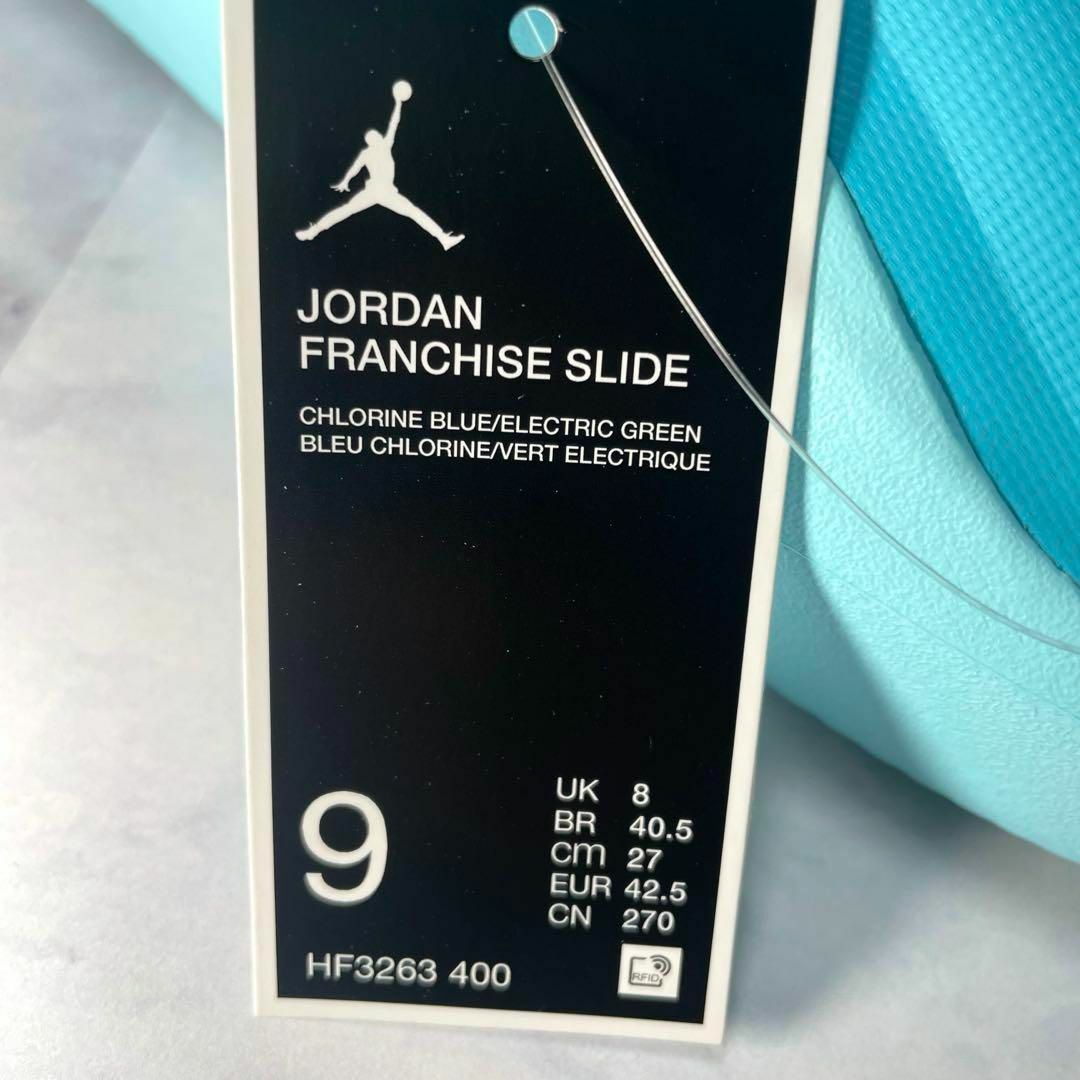 JORDAN
FRANCHISE SLIDE
CHLORINE BLUE/ELECTRIC GREEN
BLEU CHLORINE/VERT ELECTRIQUE
9
UK 8
BR 40.5
cm 27
EUR 42.5
CN 270
HF3263 400
RFID